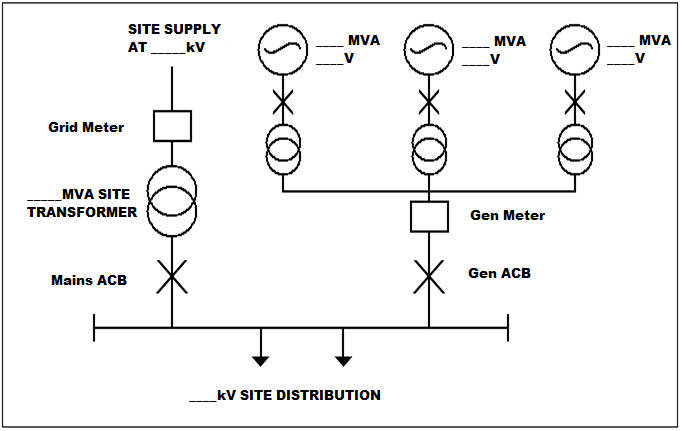 SITE SUPPLY
AT _____kV
____ MVA
____V
____ MVA
____V
____ MVA
____V
Grid Meter
_____MVA SITE
TRANSFORMER
Gen Meter
Mains ACB
Gen ACB
____kV SITE DISTRIBUTION